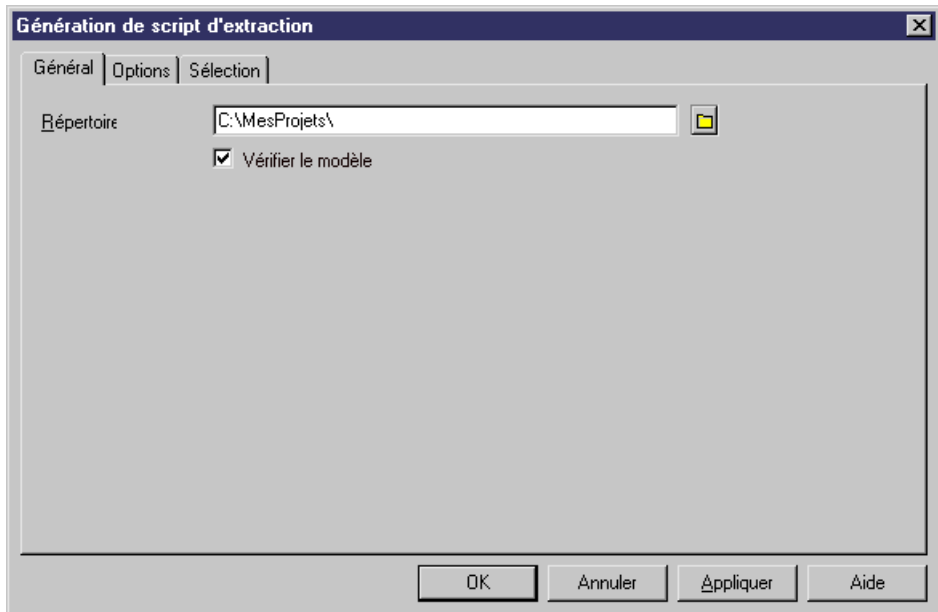 Génération de script d'extraction
Général Options Sélection
Répertoire C:\MesProjets\
Vérifier le modèle
OK Annuler Appliquer Aide